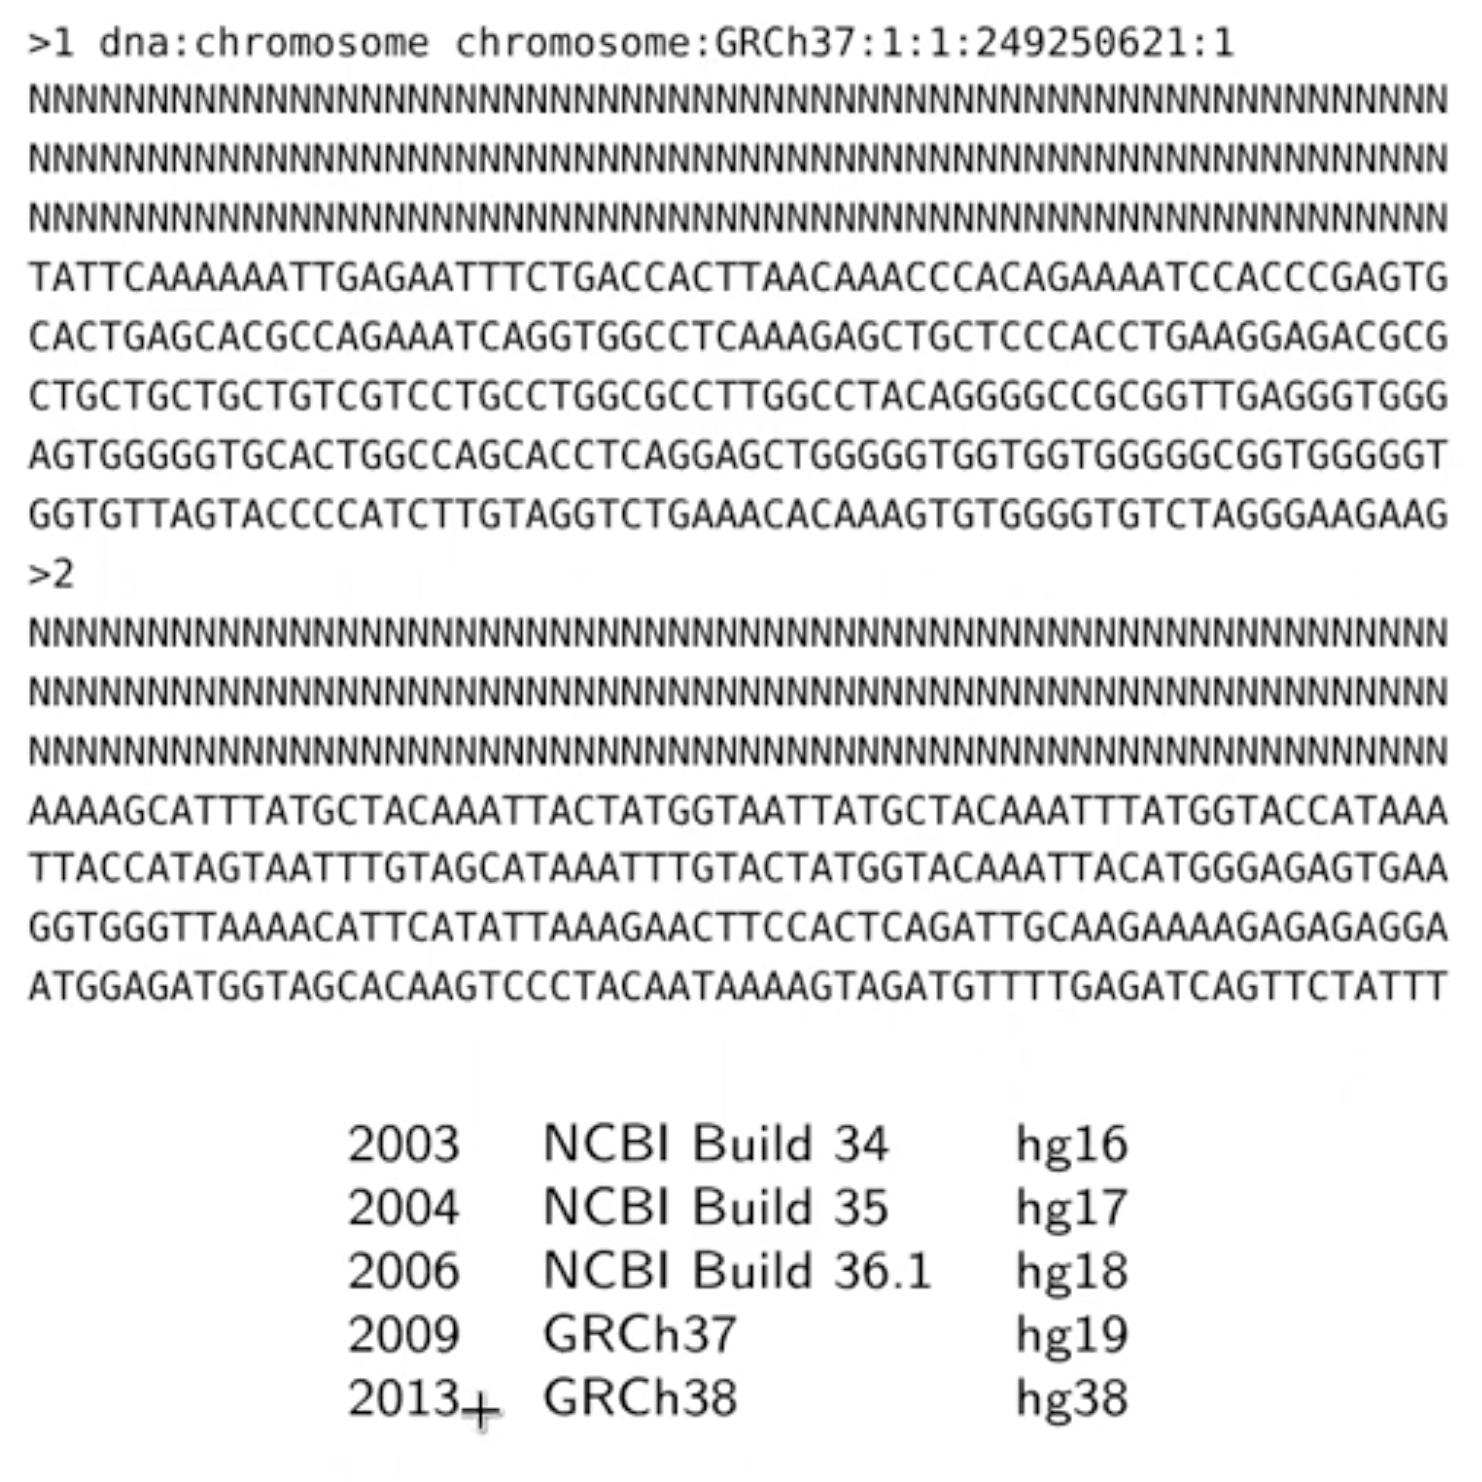 >1 dna:chromosome chromosome:GRCh37:1:1:249250621:1
NNNNNNNNNNNNNNNNNNNNNNNNNNNNNNNNNNNNNNNNNNNNNNNNNNNNNNNNNNNN
NNNNNNNNNNNNNNNNNNNNNNNNNNNNNNNNNNNNNNNNNNNNNNNNNNNNNNNNNNNN
NNNNNNNNNNNNNNNNNNNNNNNNNNNNNNNNNNNNNNNNNNNNNNNNNNNNNNNNNNNN
TATTCAAAAAATTGAGAATTTCTGACCACTTAACAAACCCACAGAAAATCCACCCGAGTG
CACTGAGCACGCCAGAAATCAGGTGGCCTCAAAGAGCTGCTCCCACCTGAAGGAGACGCG
CTGCTGCTGCTGTCGTCCTGCCTGGCGCCTTGGCCTACAGGGGCCGCGGTTGAGGGTGGG
AGTGGGGGTGCACTGGCCAGCACCTCAGGAGCTGGGGGTGGTGGTGGGGGCGGTGGGGGT
GGTGTTAGTACCCCATCTTGTAGGTCTGAAACACAAAGTGTGGGGTGTCTAGGGAAGAAG
>2
NNNNNNNNNNNNNNNNNNNNNNNNNNNNNNNNNNNNNNNNNNNNNNNNNNNNNNNNNNNN
NNNNNNNNNNNNNNNNNNNNNNNNNNNNNNNNNNNNNNNNNNNNNNNNNNNNNNNNNNNN
NNNNNNNNNNNNNNNNNNNNNNNNNNNNNNNNNNNNNNNNNNNNNNNNNNNNNNNNNNNN
AAAAGCATTTATGCTACAAATTACTATGGTAATTATGCTACAAATTTATGGTACCATAAA
TTACCATAGTAATTTGTAGCATAAATTTGTACTATGGTACAAATTACATGGGAGAGTGAA
GGTGGGTTAAAACATTCATATTAAAGAACTTCCACTCAGATTGCAAGAAAAGAGAGAGGA
ATGGAGATGGTAGCACAAGTCCCTACAATAAAAGTAGATGTTTTGAGATCAGTTCTATTT
2003 NCBI Build 34 hg16
2004 NCBI Build 35 hg17
2006 NCBI Build 36.1 hg18
2009 GRCh37 hg19
2013 GRCh38 hg38